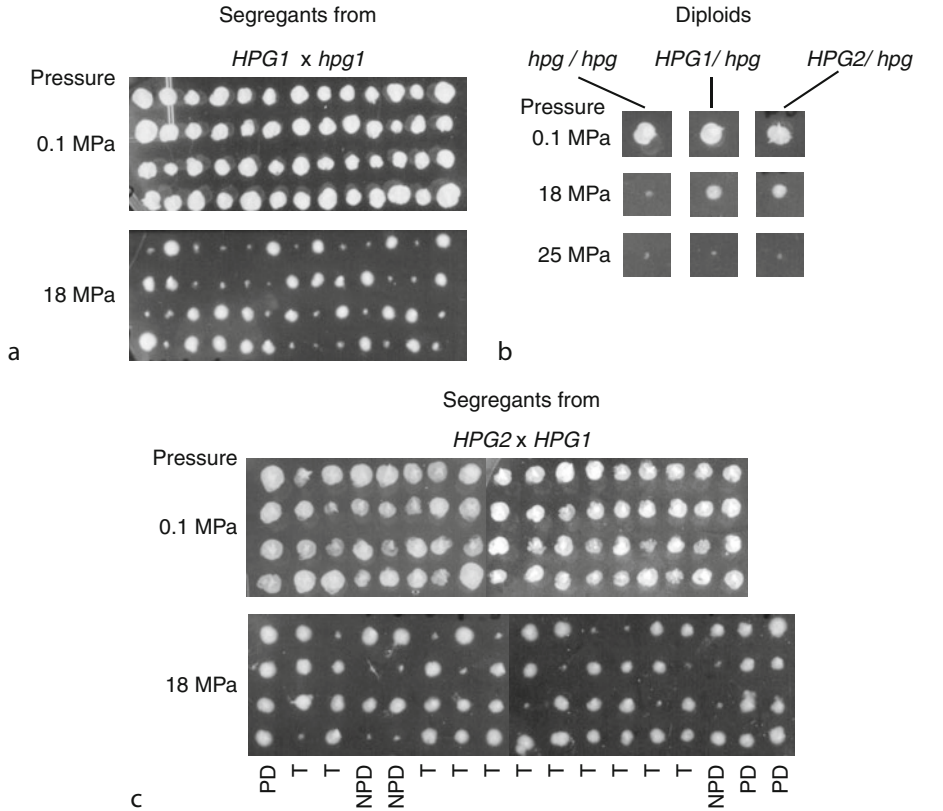 Segregants from
HPG1 x hpg1
Pressure
0.1 MPa
18 MPa
a
Diploids
hpg / hpg HPG1/ hpg HPG2/ hpg
Pressure
0.1 MPa
18 MPa
25 MPa
b
Segregants from
HPG2 x HPG1
Pressure
0.1 MPa
18 MPa
PD T T NPD NPD T T T T T T T T T NPD PD PD
c